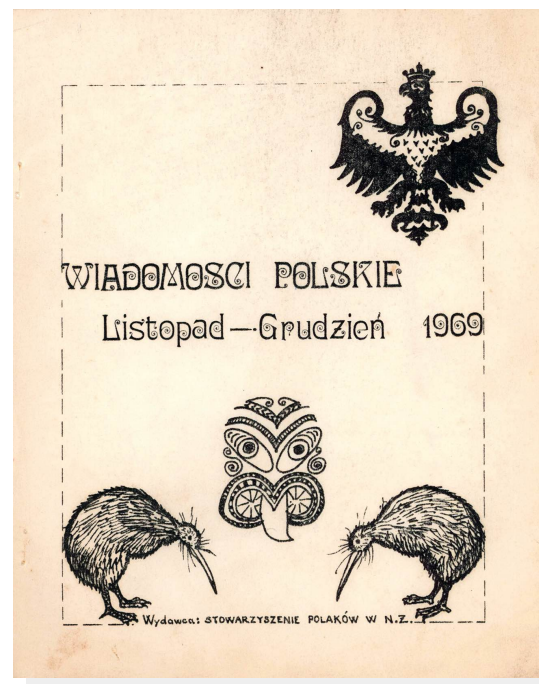 WIADOMOSCI POLSKIE
Listopad — Grudzień 1969
Wydawca: STOWARZYSZENIE POLAKÓW W N.Z.